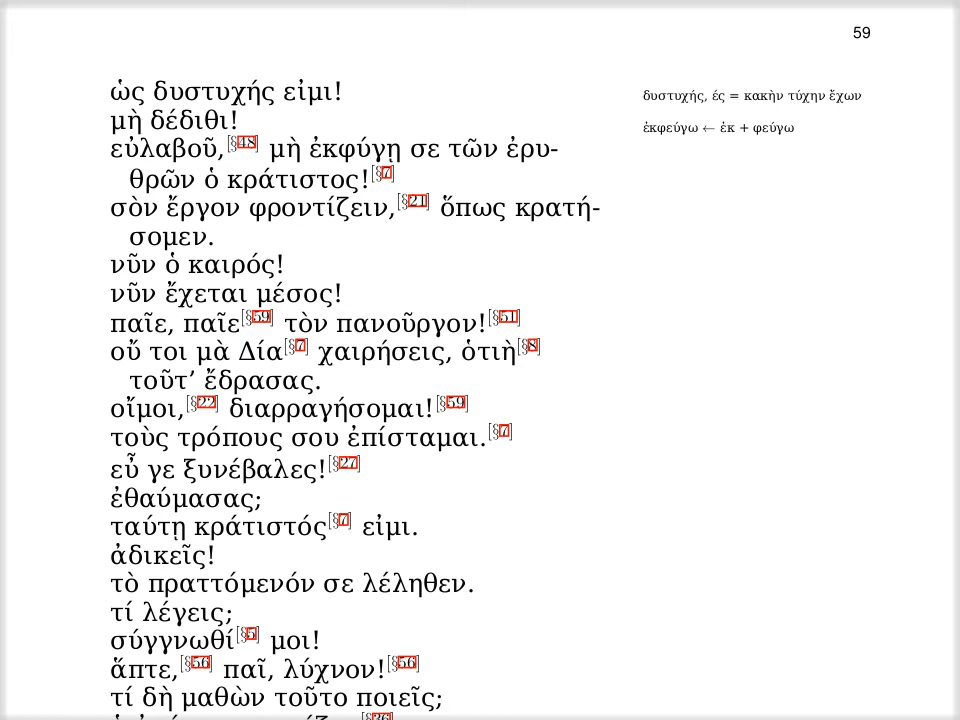 59
ὡς δυστυχής εἰμι!
δυστυχής, ές = κακὴν τύχην ἔχων
μὴ δέδιθι!
ἐκφεύγω ← ἐκ + φεύγω
εὐλαβοῦ,[§48] μὴ ἐκφύγῃ σε τῶν ἐρυ-
θρῶν ὁ κράτιστος![§7]
σὸν ἔργον φροντίζειν,[§21] ὅπως κρατή-
σομεν.
νῦν ὁ καιρός!
νῦν ἔχεται μέσος!
παῖε, παῖε[§59] τὸν πανοῦργον![§51]
οὔ τοι μὰ Δία[§7] χαιρήσεις, ὁτιὴ[§8]
τοῦτ’ ἔδρασας.
οἴμοι,[§22] διαρραγήσομαι![§59]
τοὺς τρόπους σου ἐπίσταμαι.[§7]
εὖ γε ξυνέβαλες![§27]
ἐθαύμασας;
ταύτῃ κράτιστός[§7] εἰμι.
ἀδικεῖς!
τὸ πραττόμενόν σε λέληθεν.
τί λέγεις;
σύγγνωθί[§5] μοι!
ἅπτε,[§56] παῖ, λύχνον![§56]
τί δὴ μαθὼν τοῦτο ποιεῖς;